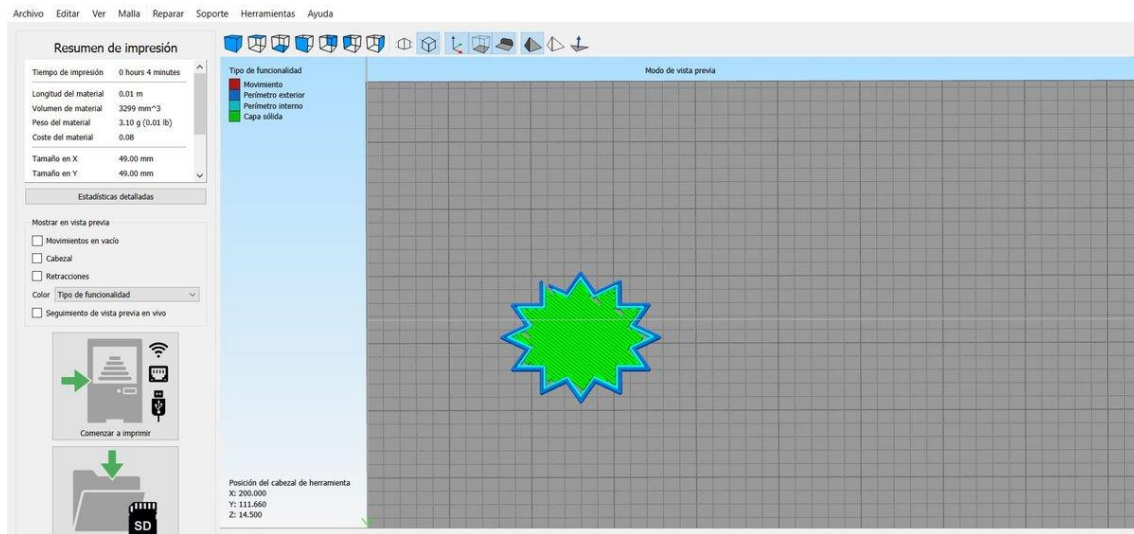 Archivo Editar Ver Malla Reparar Soporte Herramientas Ayuda
Resumen de impresión
Tiempo de impresión 0 hours 4 minutes
Longitud del material 0.01 m
Volumen de material 3299 mm^3
Peso del material 3.10 g (0.01 lb)
Coste del material 0.08
Tamaño en X 49.00 mm
Tamaño en Y 49.00 mm
Estadísticas detalladas
Mostrar en vista previa
Movimientos en vacío
Cabezal
Retracciones
Color Tipo de funcionalidad
Seguimiento de vista previa en vivo
Comenzar a imprimir
SD
Tipo de funcionalidad
Movimiento
Perímetro exterior
Perímetro interno
Capa sólida
Modo de vista previa
Posición del cabezal de herramienta
X: 200.000
Y: 111.660
Z: 14.500